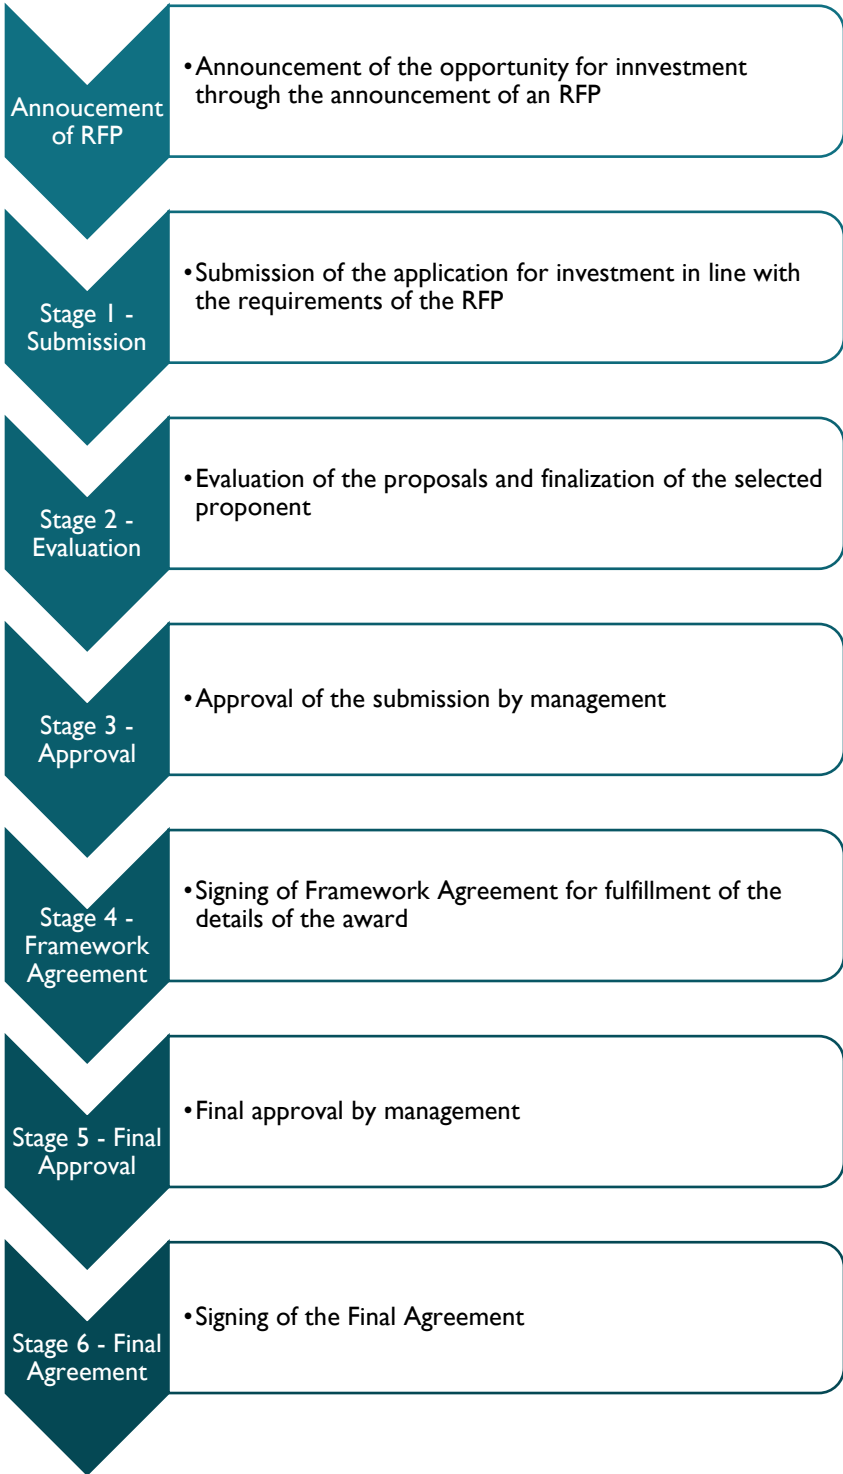 Annoucement
of RFP
•Announcement of the opportunity for innvestment
through the announcement of an RFP
Stage 1 -
Submission
•Submission of the application for investment in line with
the requirements of the RFP
Stage 2 -
Evaluation
•Evaluation of the proposals and finalization of the selected
proponent
Stage 3 -
Approval
•Approval of the submission by management
Stage 4 -
Framework
Agreement
•Signing of Framework Agreement for fulfillment of the
details of the award
Stage 5 - Final
Approval
•Final approval by management
Stage 6 - Final
Agreement
•Signing of the Final Agreement